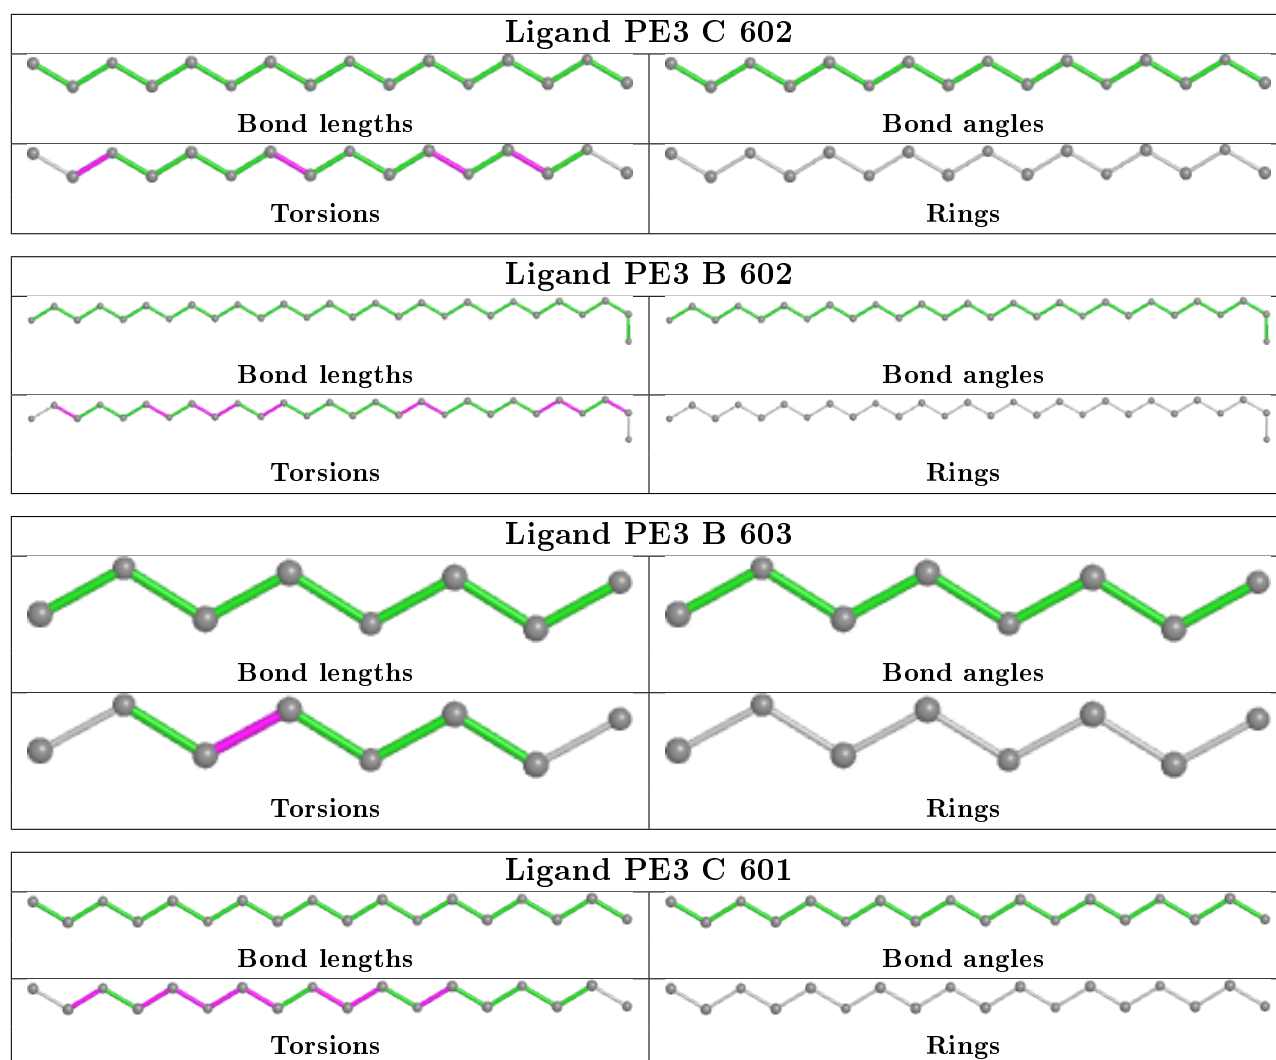 Ligand PE3 C 602
Bond lengths
Bond angles
Torsions
Rings
Ligand PE3 B 602
Bond lengths
Bond angles
Torsions
Rings
Ligand PE3 B 603
Bond lengths
Bond angles
Torsions
Rings
Ligand PE3 C 601
Bond lengths
Bond angles
Torsions
Rings